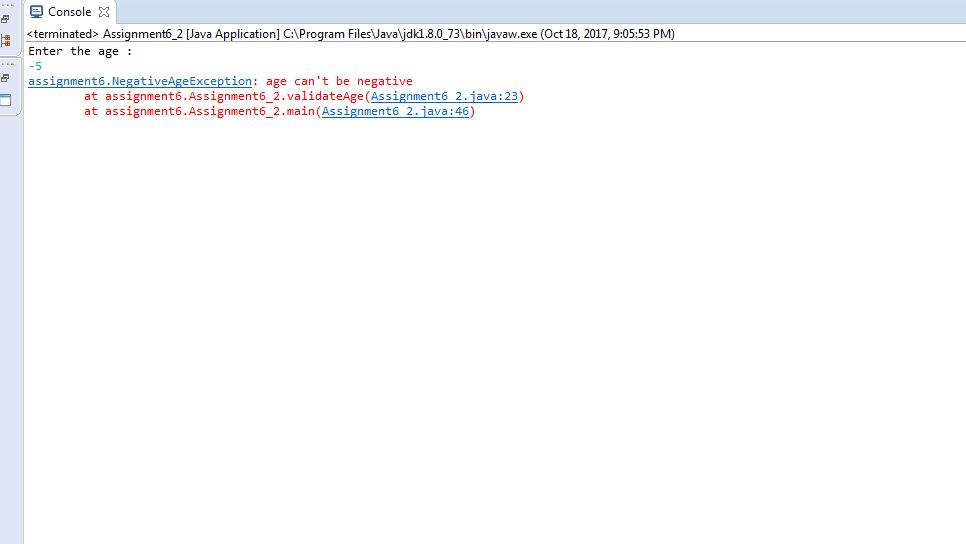 Console
<terminated> Assignment6_2 [Java Application] C:\Program Files\Java\jdk1.8.0_73\bin\javaw.exe (Oct 18, 2017, 9:05:53 PM)
Enter the age :
-5
assignment6.NegativeAgeException: age can't be negative
at assignment6.Assignment6_2.validateAge(Assignment6_2.java:23)
at assignment6.Assignment6_2.main(Assignment6_2.java:46)